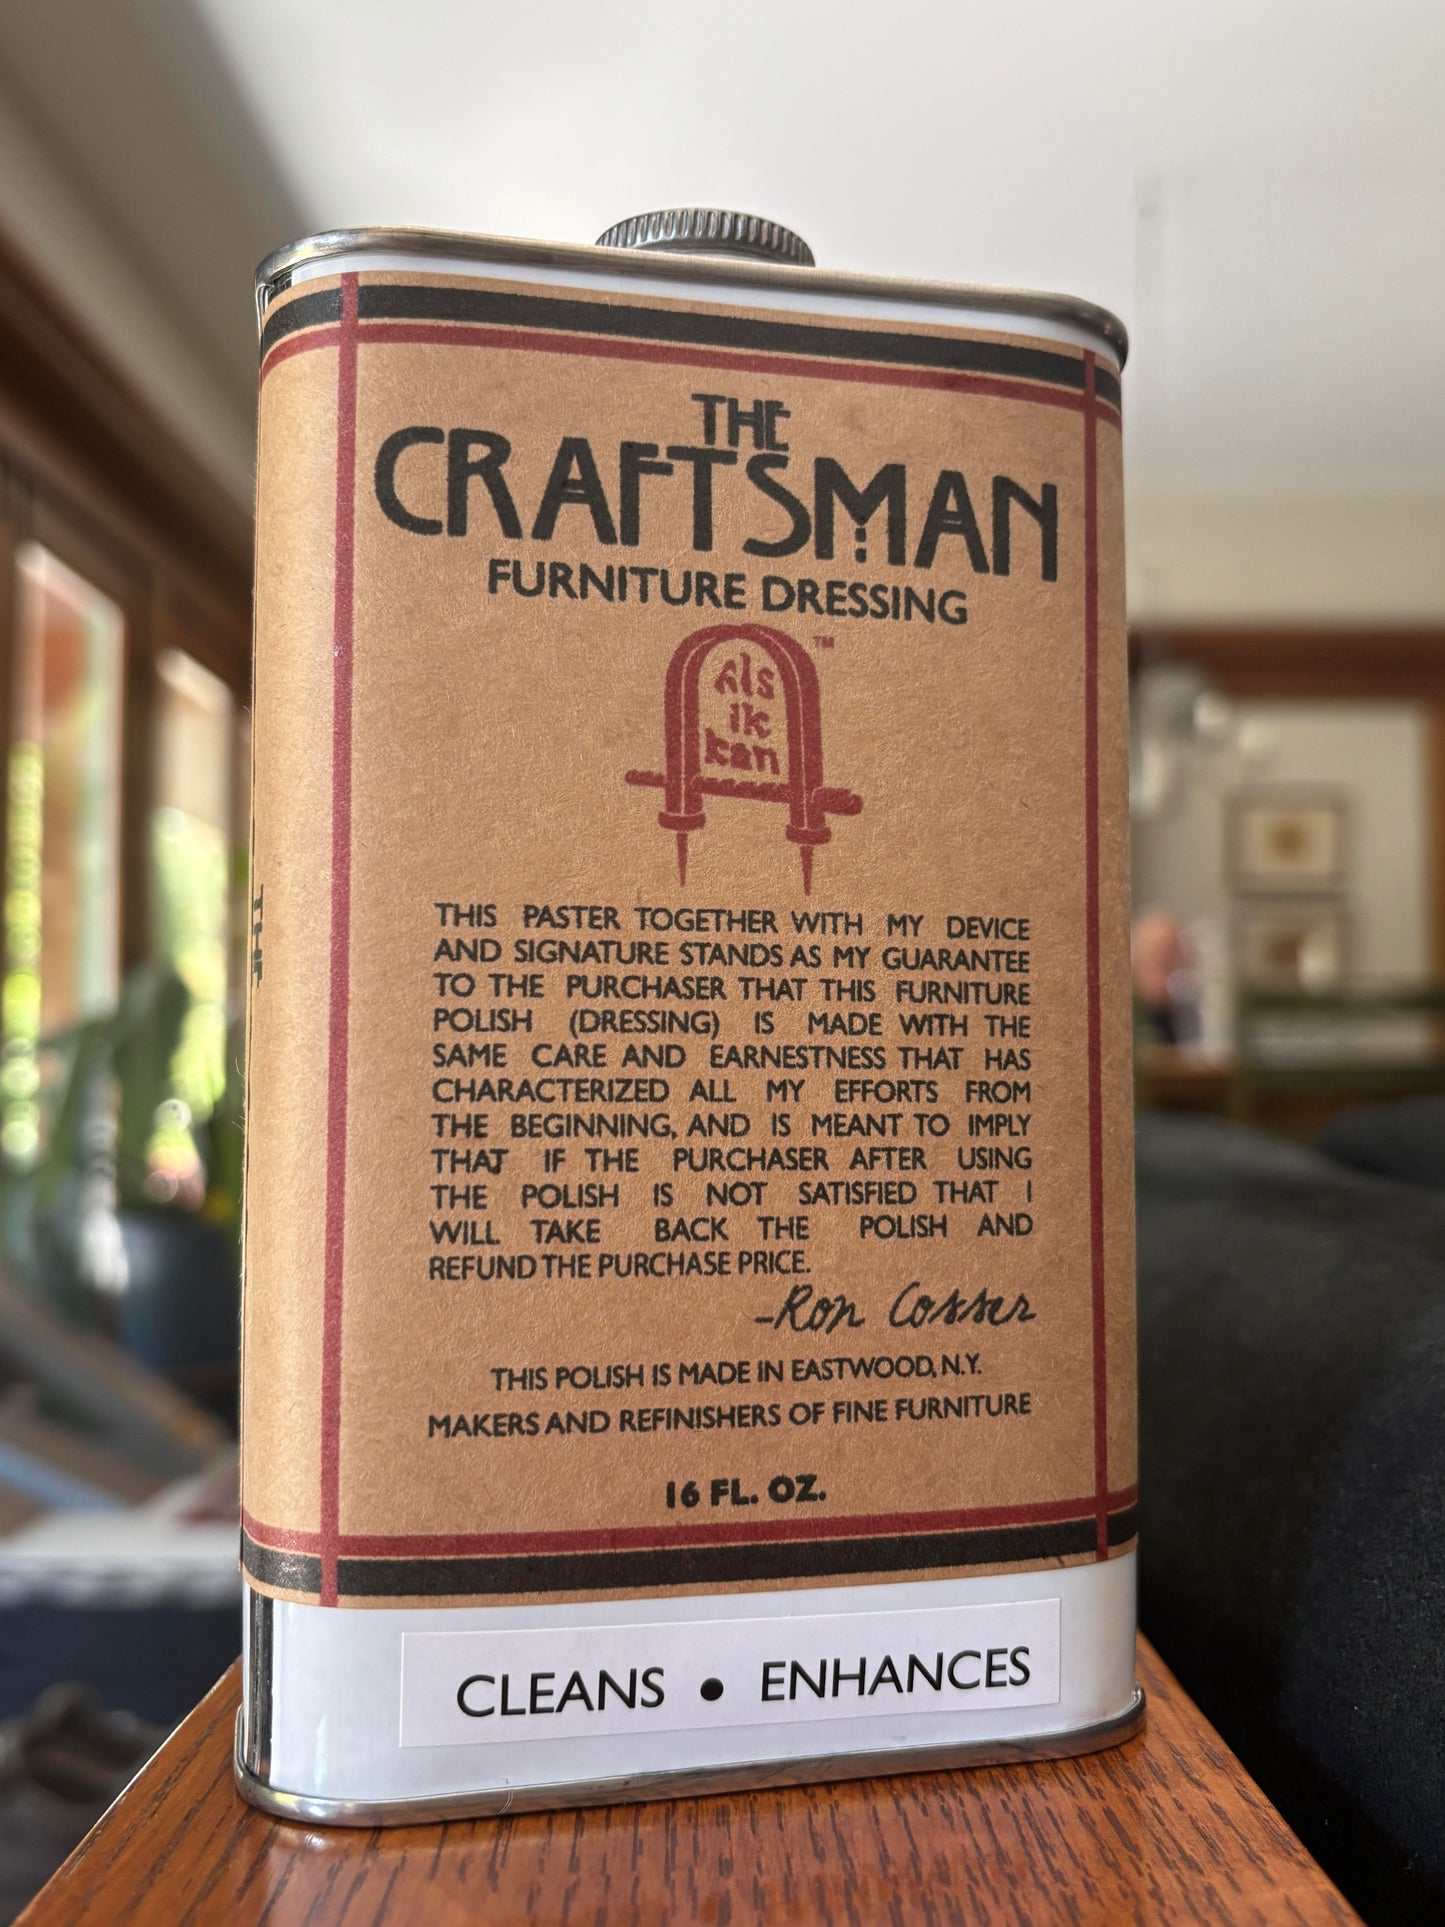 THE
CRAFTSMAN
FURNITURE DRESSING
TM
Als
ik
kan
THIS PASTER TOGETHER WITH MY DEVICE
AND SIGNATURE STANDS AS MY GUARANTEE
TO THE PURCHASER THAT THIS FURNITURE
POLISH (DRESSING) IS MADE WITH THE
SAME CARE AND EARNESTNESS THAT HAS
CHARACTERIZED ALL MY EFFORTS FROM
THE BEGINNING, AND IS MEANT TO IMPLY
THAT IF THE PURCHASER AFTER USING
THE POLISH IS NOT SATISFIED THAT I
WILL TAKE BACK THE POLISH AND
REFUND THE PURCHASE PRICE.
-Ron Cosser
THIS POLISH IS MADE IN EASTWOOD, N.Y.
MAKERS AND REFINISHERS OF FINE FURNITURE
16 FL. OZ.
CLEANS • ENHANCES
THE